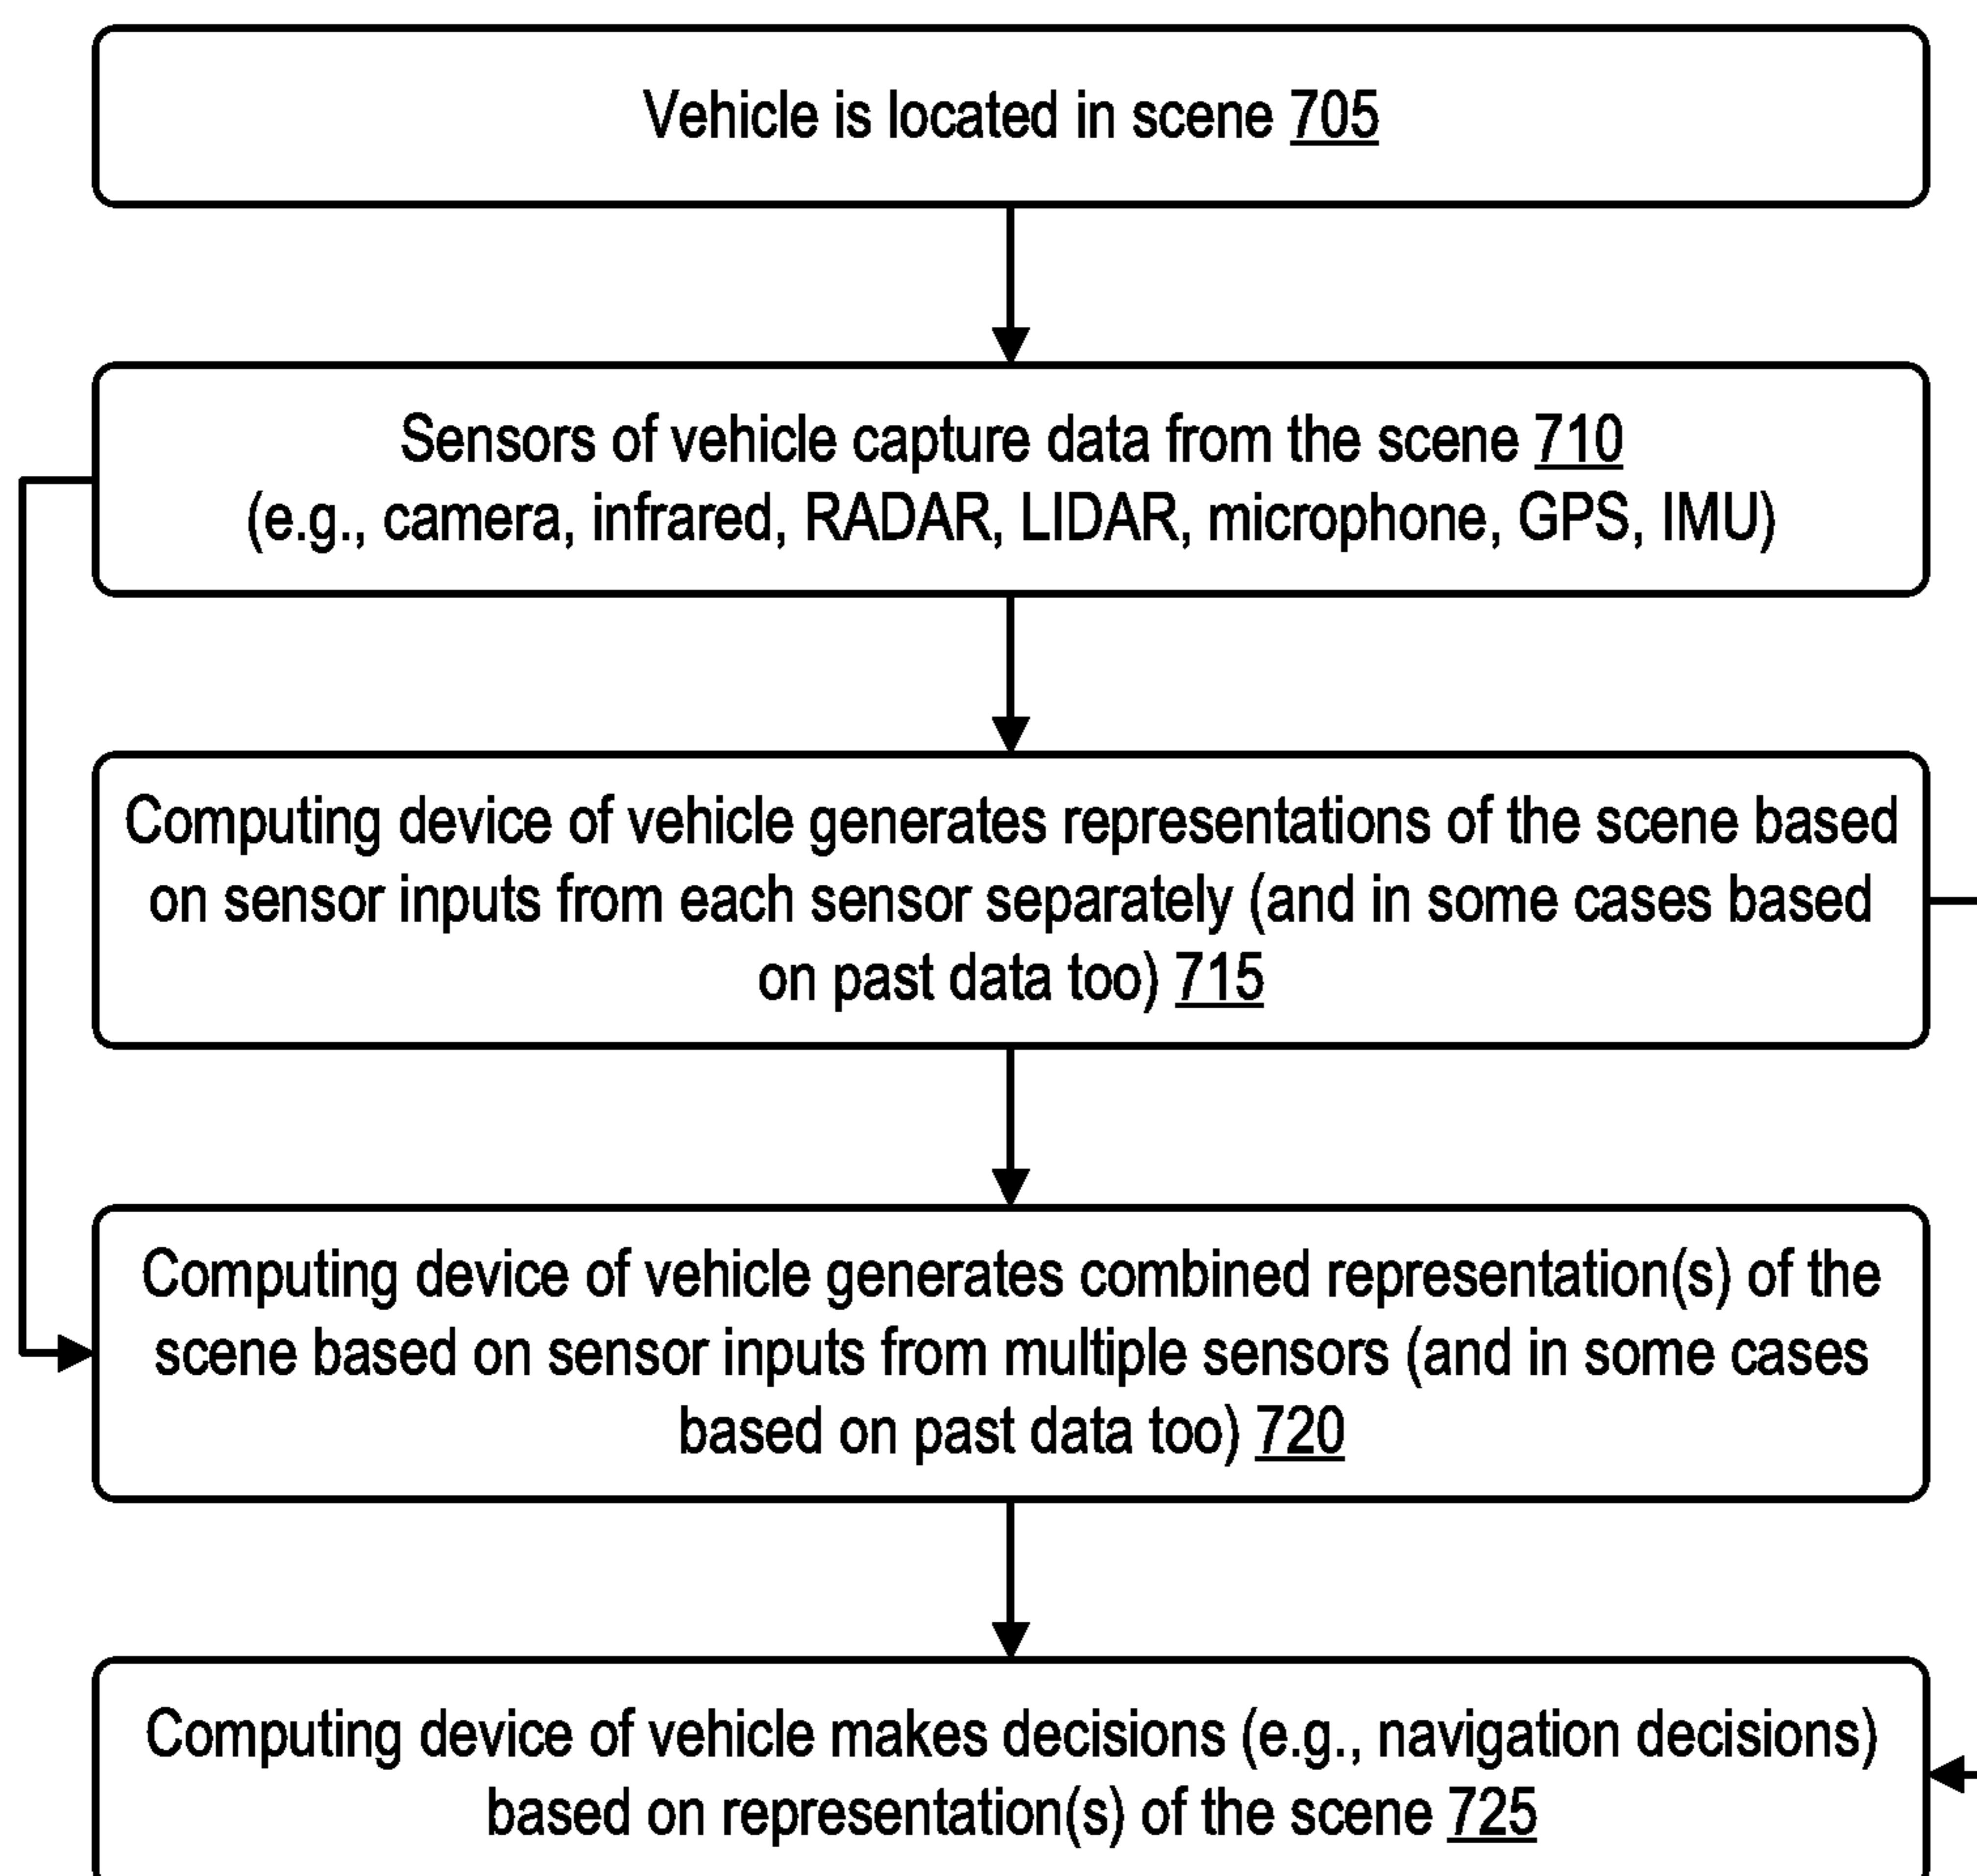 Vehicle is located in scene 705
Sensors of vehicle capture data from the scene 710
(e.g., camera, infrared, RADAR, LIDAR, microphone, GPS, IMU)
Computing device of vehicle generates representations of the scene based
on sensor inputs from each sensor separately (and in some cases based
on past data too) 715
Computing device of vehicle generates combined representation(s) of the
scene based on sensor inputs from multiple sensors (and in some cases
based on past data too) 720
Computing device of vehicle makes decisions (e.g., navigation decisions)
based on representation(s) of the scene 725